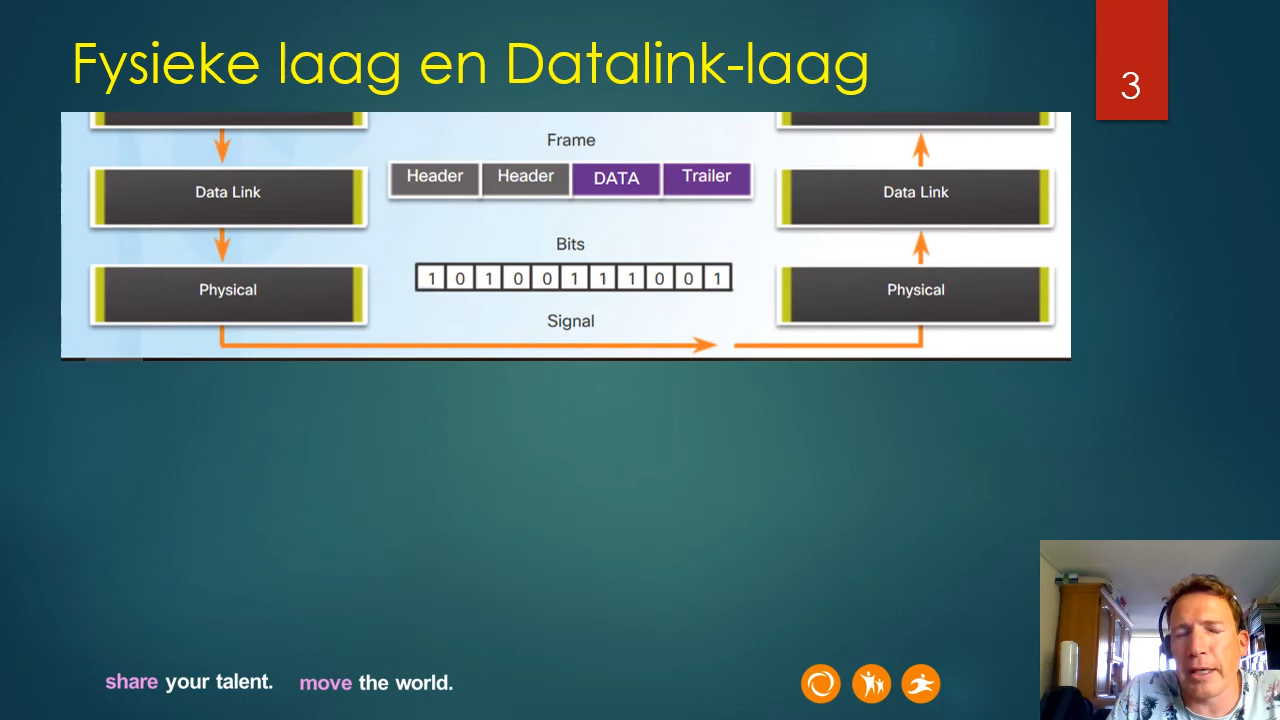 Fysieke laag en Datalink-laag
3
Frame
Header Header DATA Trailer
Data Link
Data Link
Bits
1 0 1 0 0 1 1 1 0 0 1
Physical
Physical
Signal
share your talent. move the world.